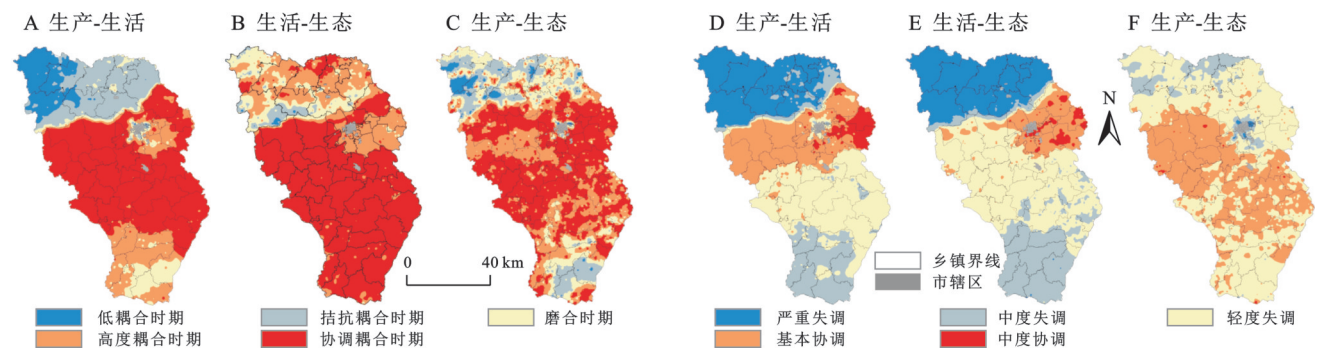 A 生产-生活
B 生活-生态
C 生产-生态
D 生产-生活
E 生活-生态
F 生产-生态
N
0 40 km
乡镇界线
市辖区
低耦合时期
拮抗耦合时期
磨合时期
高度耦合时期
协调耦合时期
严重失调
中度失调
轻度失调
基本协调
中度协调